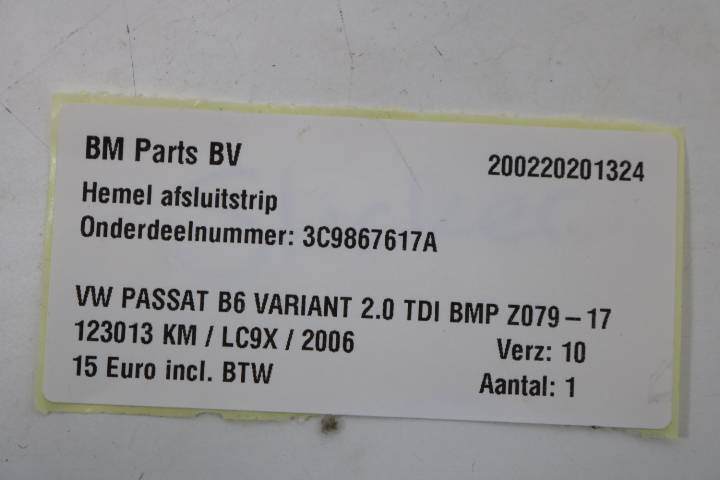 BM Parts BV 200220201324
Hemel afsluitstrip
Onderdeelnummer: 3C9867617A
VW PASSAT B6 VARIANT 2.0 TDI BMP Z079-17
123013 KM / LC9X / 2006 Verz: 10
15 Euro incl. BTW Aantal: 1